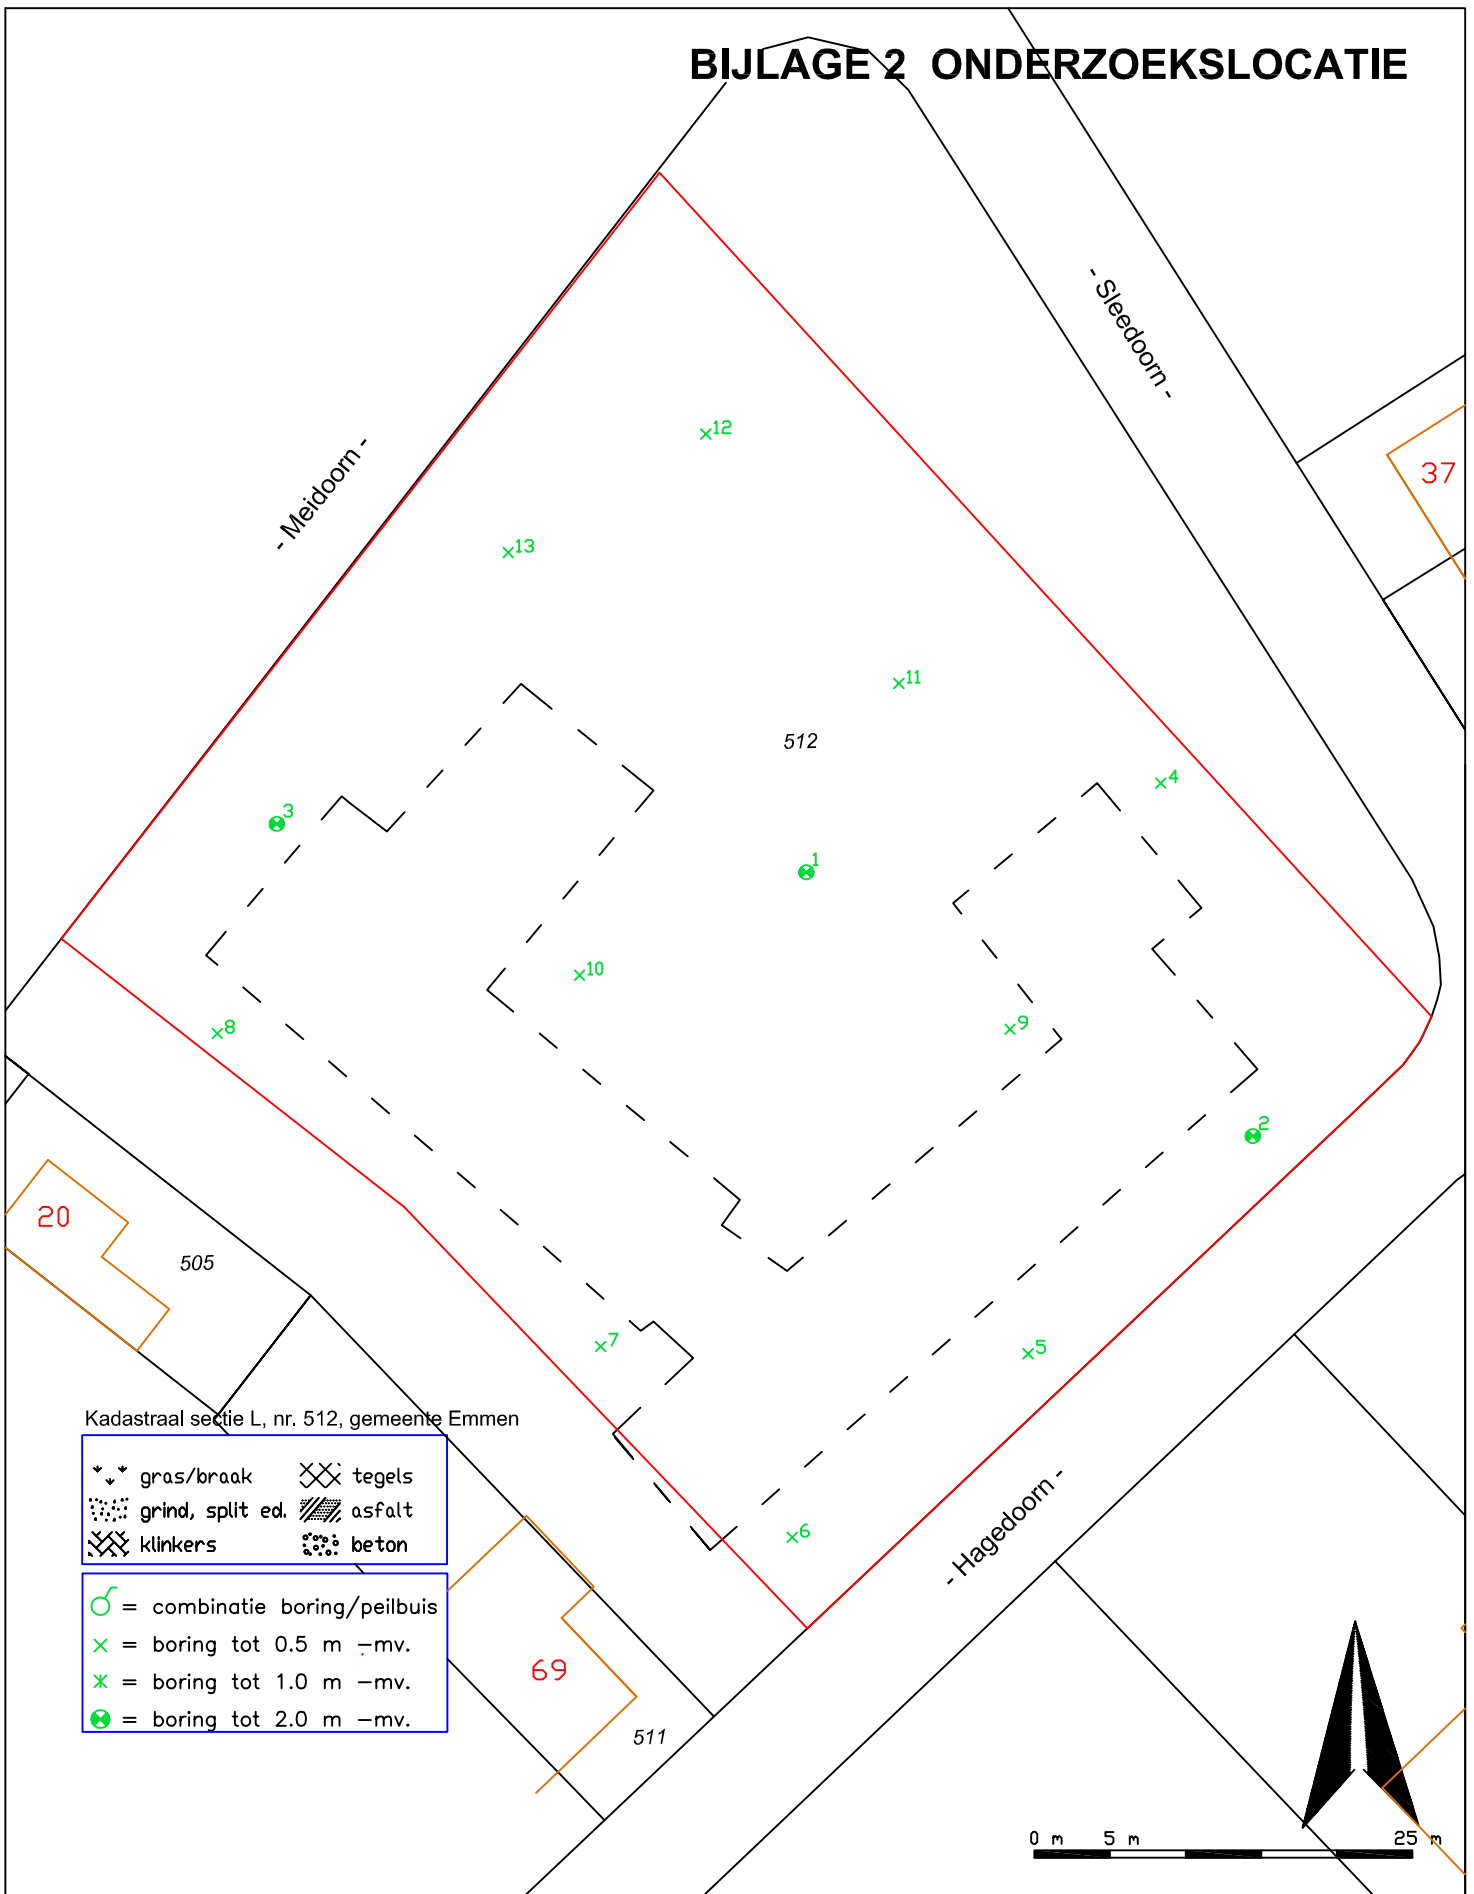 BIJLAGE 2 ONDERZOEKSLOCATIE
- Sleedoorn -
- Meidoorn -
12
37
13
11
512
4
3
1
10
9
8
2
20
505
7
5
Kadastraal sectie L, nr. 512, gemeente Emmen
gras/braak tegels
grind, split ed. asfalt
klinkers beton
- Hagedoorn -
6
= combinatie boring/peilbuis
= boring tot 0.5 m -mv.
= boring tot 1.0 m -mv.
= boring tot 2.0 m -mv.
69
511
0 m 5 m 25 m